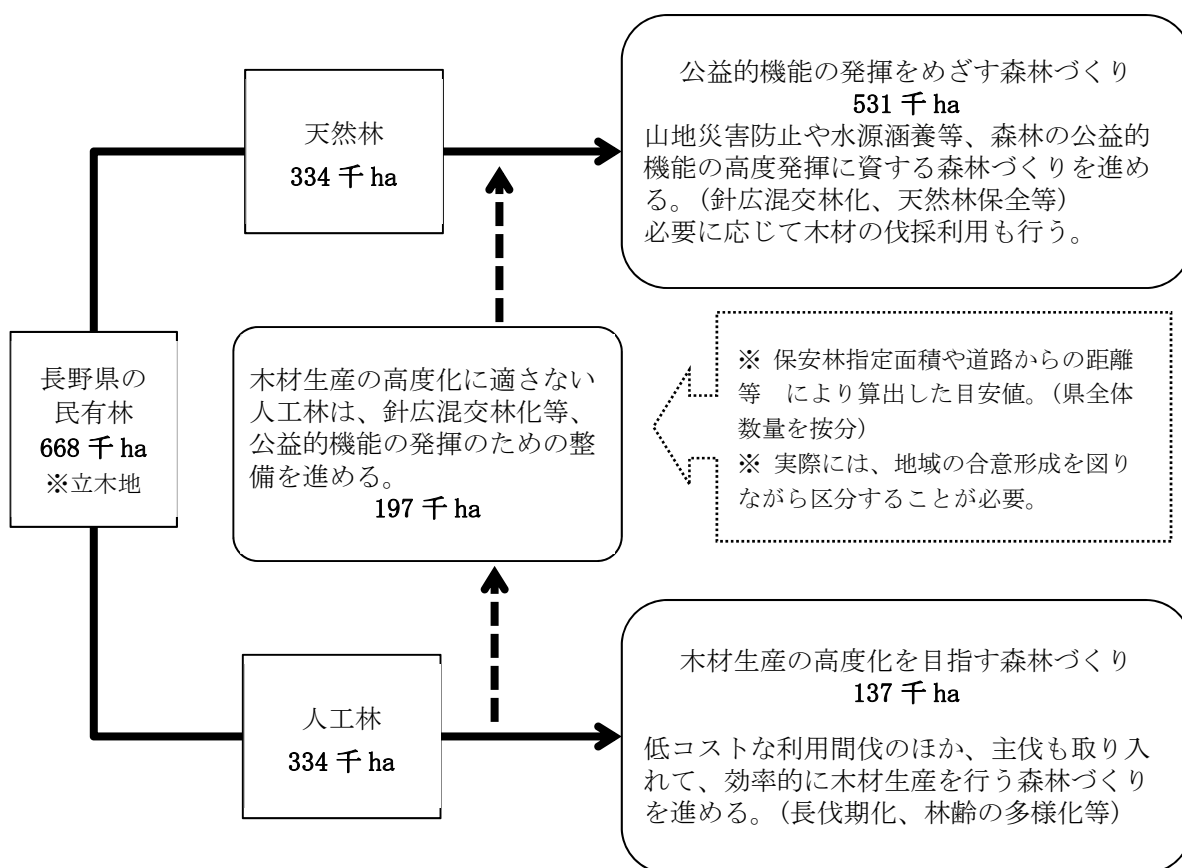 公益的機能の発揮をめざす森林づくり
531 千 ha
山地災害防止や水源涵養等、森林の公益的
機能の高度発揮に資する森林づくりを進め
る。（針広混交林化、天然林保全等）
必要に応じて木材の伐採利用も行う。
天然林
334 千 ha
長野県の
民有林
668 千 ha
※立木地
木材生産の高度化に適さない
人工林は、針広混交林化等、
公益的機能の発揮のための整
備を進める。
197 千 ha
※ 保安林指定面積や道路からの距離
等　により算出した目安値。（県全体
数量を按分）
※ 実際には、地域の合意形成を図り
ながら区分することが必要。
人工林
334 千 ha
木材生産の高度化を目指す森林づくり
137 千 ha
低コストな利用間伐のほか、主伐も取り入
れて、効率的に木材生産を行う森林づくり
を進める。（長伐期化、林齢の多様化等）